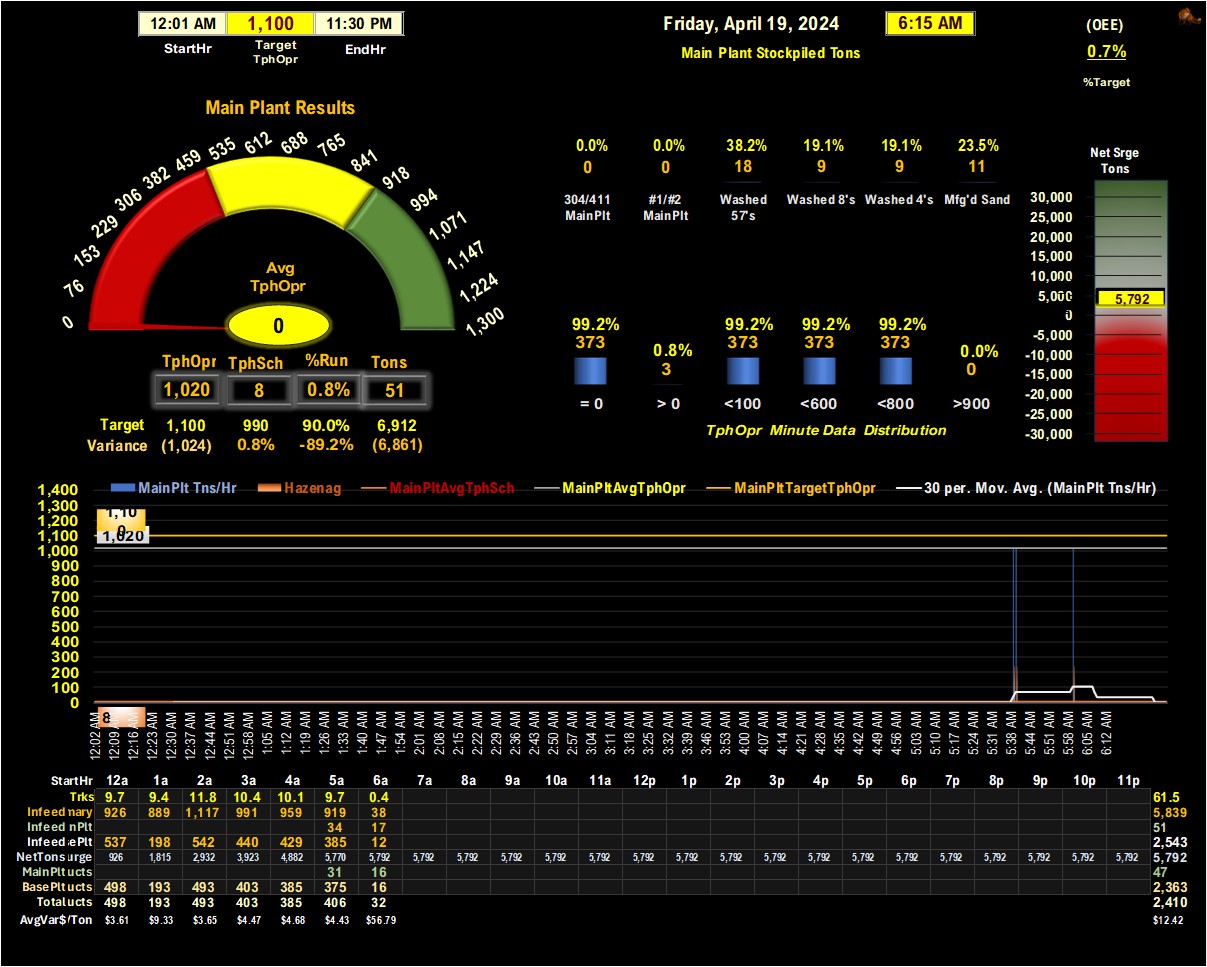 12:01 AM 1,100 11:30 PM
StartHr Target TphOpr EndHr
Friday, April 19, 2024 6:15 AM
Main Plant Stockpiled Tons
(OEE)
0.7%
%Target
Main Plant Results
0 76 153 229 306 382 459 535 612 688 765 841 918 994 1,071 1,147 1,224 1,300
Avg
TphOpr
0
TphOpr TphSch %Run Tons
1,020 8 0.8% 51
Target 1,100 990 90.0% 6,912
Variance (1,024) 0.8% -89.2% (6,861)
0.0% 0.0% 38.2% 19.1% 19.1% 23.5%
0 0 18 9 9 11
304/411 MainPlt #1/#2 MainPlt Washed 57's Washed 8's Washed 4's Mfg'd Sand
99.2% 0.8% 99.2% 99.2% 99.2% 0.0%
373 3 373 373 373 0
= 0 > 0 <100 <600 <800 >900
TphOpr Minute Data Distribution
Net Srge
Tons
30,000
25,000
20,000
15,000
10,000
5,000
5,792
0
-5,000
-10,000
-15,000
-20,000
-25,000
-30,000
MainPlt Tns/Hr Hazenag MainPltAvgTphSch MainPltAvgTphOpr MainPltTargetTphOpr 30 per. Mov. Avg. (MainPlt Tns/Hr)
1,400
1,300
1,200
1,100
1,000
900
800
700
600
500
400
300
200
100
0
1,100
1,020
8
12:02 AM 12:09 AM 12:16 AM 12:23 AM 12:30 AM 12:37 AM 12:44 AM 12:51 AM 12:58 AM 1:05 AM 1:12 AM 1:19 AM 1:26 AM 1:33 AM 1:40 AM 1:47 AM 1:54 AM 2:01 AM 2:08 AM 2:15 AM 2:22 AM 2:29 AM 2:36 AM 2:43 AM 2:50 AM 2:57 AM 3:04 AM 3:11 AM 3:18 AM 3:25 AM 3:32 AM 3:39 AM 3:46 AM 3:53 AM 4:00 AM 4:07 AM 4:14 AM 4:21 AM 4:28 AM 4:35 AM 4:42 AM 4:49 AM 4:56 AM 5:03 AM 5:10 AM 5:17 AM 5:24 AM 5:31 AM 5:38 AM 5:44 AM 5:51 AM 5:58 AM 6:05 AM 6:12 AM
StartHr 12a 1a 2a 3a 4a 5a 6a 7a 8a 9a 10a 11a 12p 1p 2p 3p 4p 5p 6p 7p 8p 9p 10p 11p
Trks 9.7 9.4 11.8 10.4 10.1 9.7 0.4 61.5
Infeed mary 926 889 1,117 991 959 919 38 5,839
Infeed nPlt 34 17 51
Infeed ePlt 537 198 542 440 429 385 12 2,543
NetTons urge 926 1,815 2,932 3,923 4,882 5,770 5,792 5,792 5,792 5,792 5,792 5,792 5,792 5,792 5,792 5,792 5,792 5,792 5,792 5,792 5,792 5,792 5,792 5,792 5,792
MainPlt ucts 31 16 47
BasePlt ucts 498 193 493 403 385 375 16 2,363
Total ucts 498 193 493 403 385 406 32 2,410
AvgVar$/Ton $3.61 $9.33 $3.65 $4.47 $4.68 $4.43 $56.79 $12.42